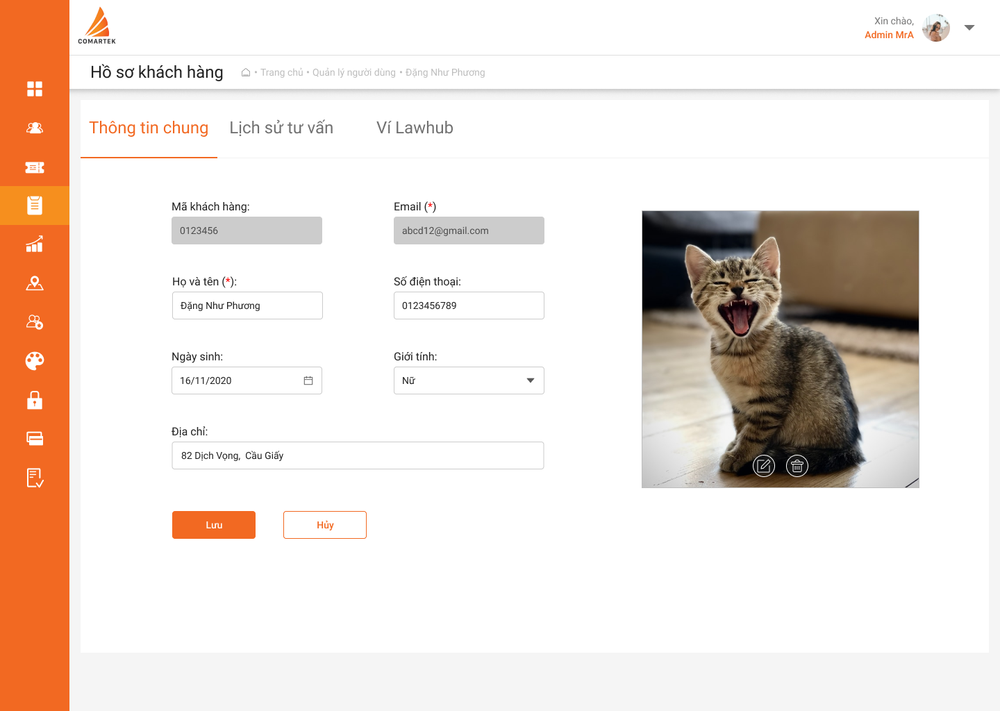 COMARTEK
Xin chào,
Admin MrA
Hồ sơ khách hàng
• Trang chủ • Quản lý người dùng • Đặng Như Phương
Thông tin chung
Lịch sử tư vấn
Ví Lawhub
Mã khách hàng:
Email (*)
0123456
abcd12@gmail.com
Họ và tên (*):
Số điện thoại:
Đặng Như Phương
0123456789
Ngày sinh:
Giới tính:
16/11/2020
Nữ
Địa chỉ:
82 Dịch Vọng,  Cầu Giấy
Lưu
Hủy